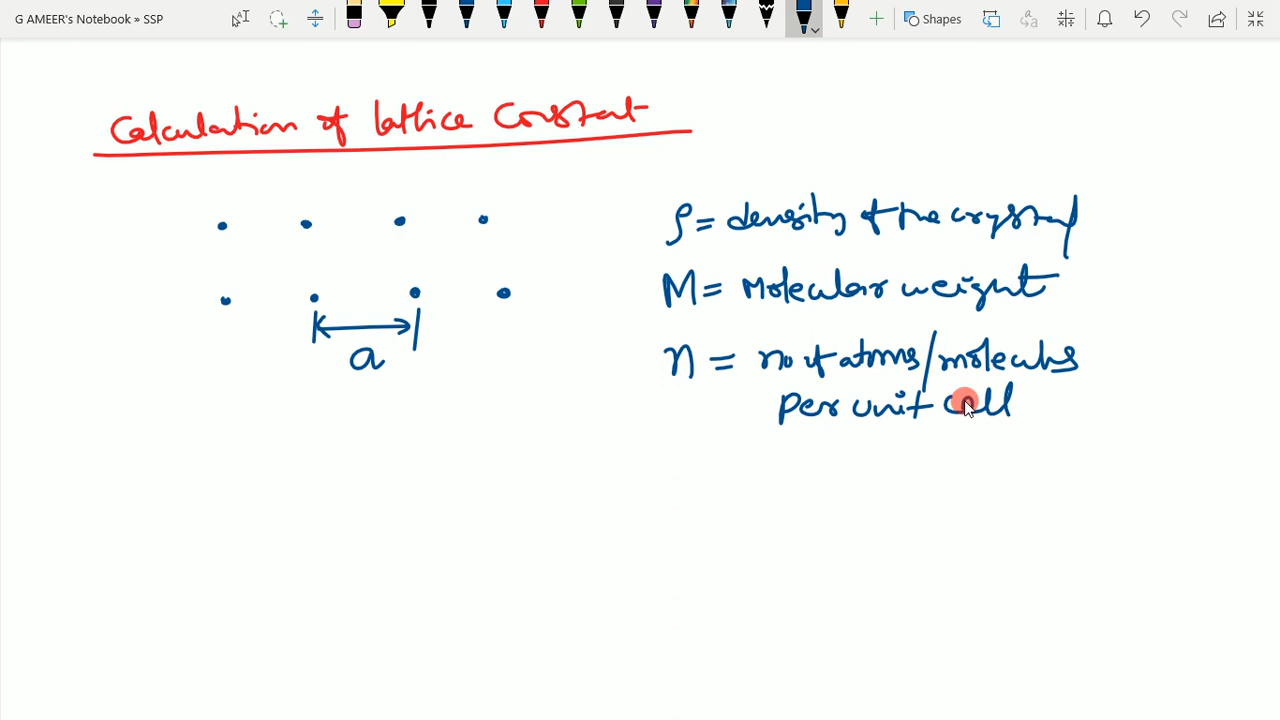 G AMEER's Notebook » SSP
Shapes
Calculation of lattice Constant
a
ρ = density of the crystal
M = Molecular weight
n = no of atoms/molecules
per unit cell